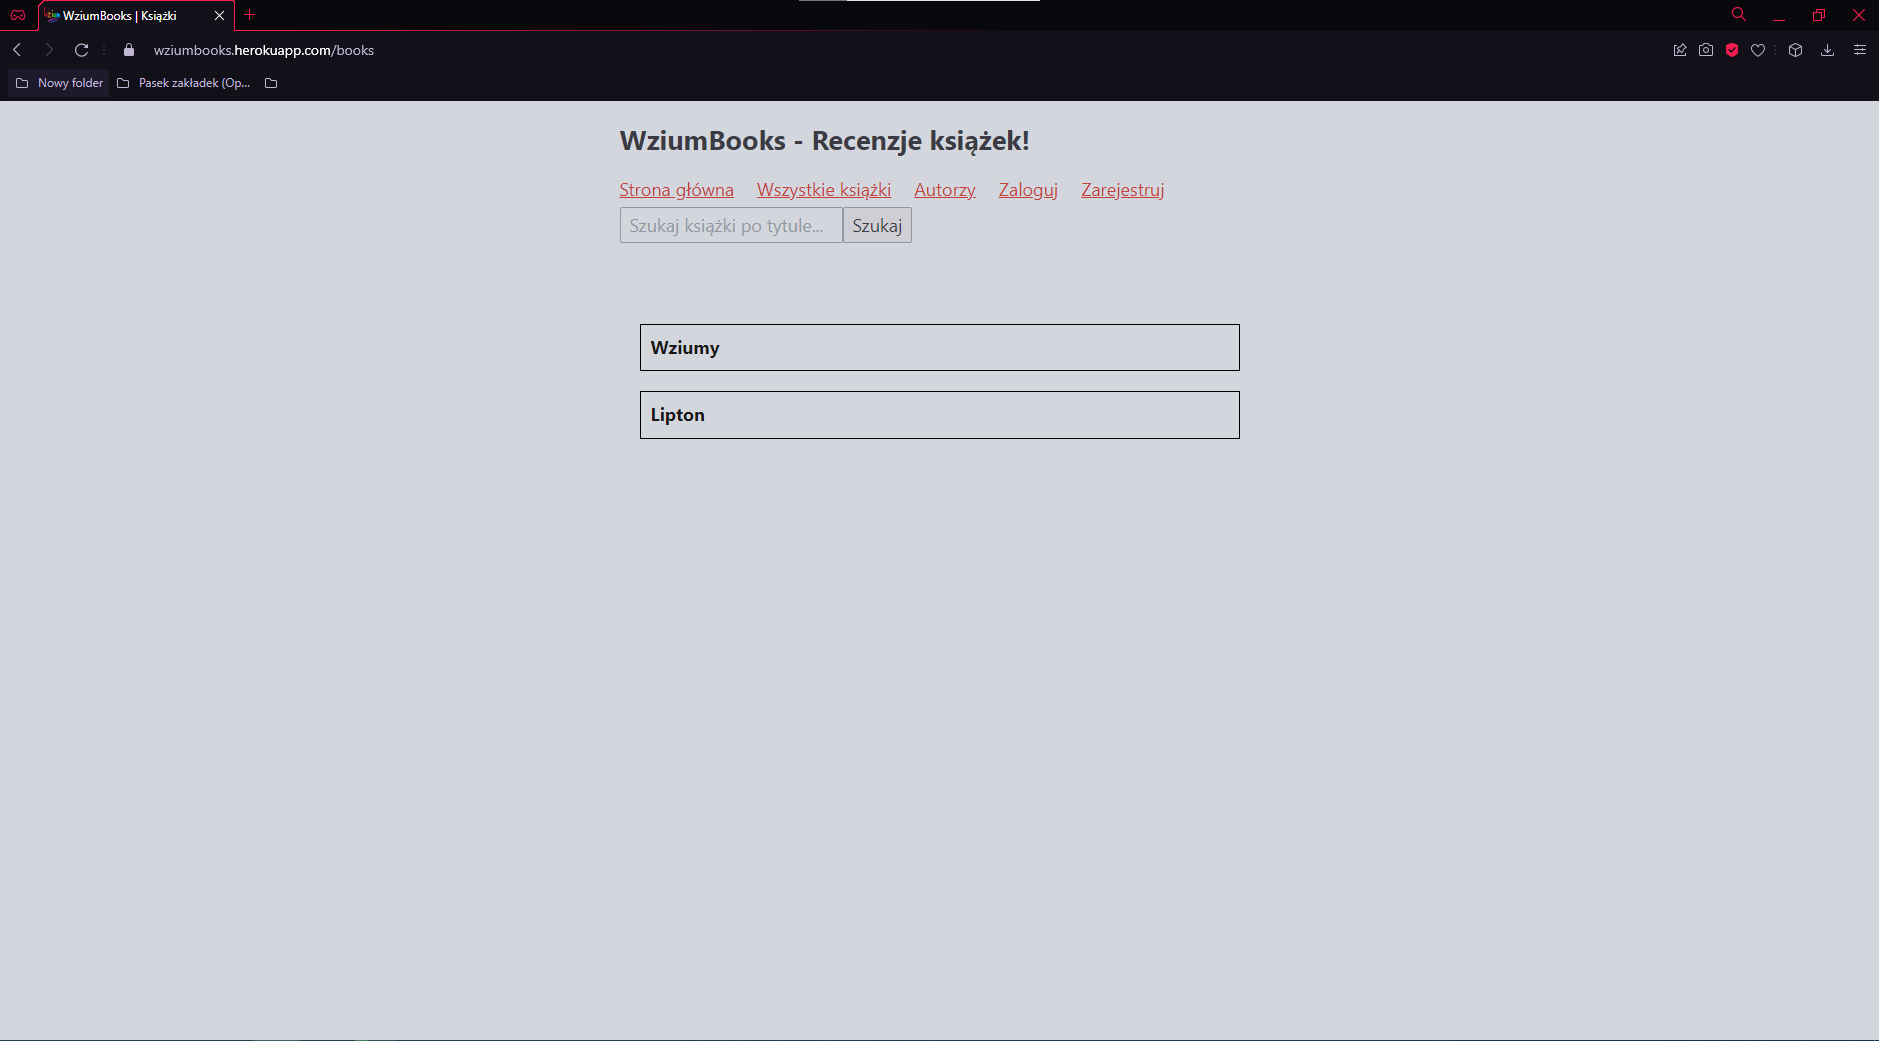 WziumBooks | Książki
wziumbooks.herokuapp.com/books
Nowy folder Pasek zakładek (Op...
WziumBooks - Recenzje książek!
Strona główna Wszystkie książki Autorzy Zaloguj Zarejestruj
Szukaj książki po tytule... Szukaj
Wziumy
Lipton